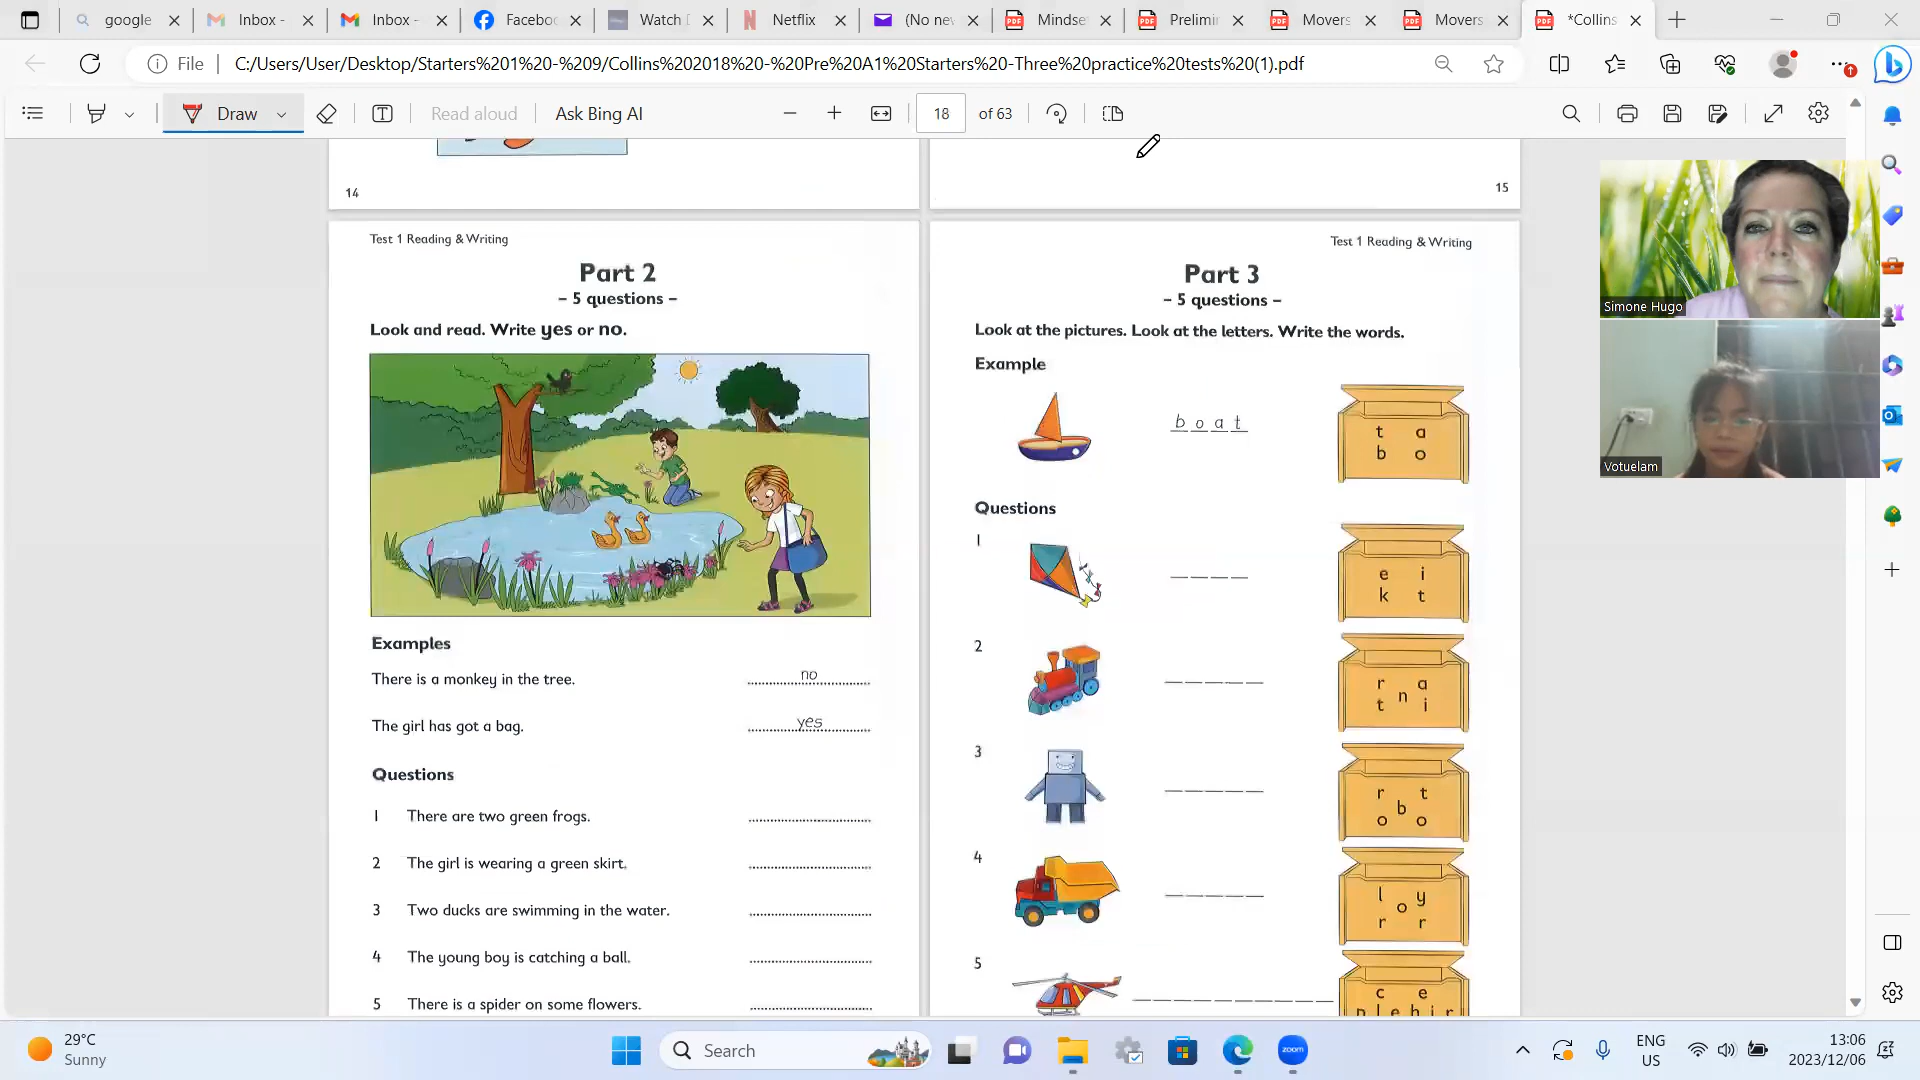 google
Inbox -
Inbox -
Facebo
Watch
Netflix
(No ne
Mindse
Prelimi
Movers
Movers
*Collins
File
C:/Users/User/Desktop/Starters%201%20-%209/Collins%202018%20-%20Pre%20A1%20Starters%20-Three%20practice%20tests%20(1).pdf
Draw
Read aloud
Ask Bing AI
18
of 63
14
15
Test 1 Reading & Writing
Part 2
– 5 questions –
Look and read. Write yes or no.
Examples
There is a monkey in the tree. no
The girl has got a bag. yes
Questions
1 There are two green frogs.
2 The girl is wearing a green skirt.
3 Two ducks are swimming in the water.
4 The young boy is catching a ball.
5 There is a spider on some flowers.
Test 1 Reading & Writing
Part 3
– 5 questions –
Look at the pictures. Look at the letters. Write the words.
Example
b o a t
t a
b o
Questions
1
e i
k t
2
r a
n
t i
3
r t
b
o o
4
l y
o
r r
5
c e
p l e h i r
Simone Hugo
Votuelam
29°C
Sunny
Search
zoom
ENG
US
13:06
2023/12/06